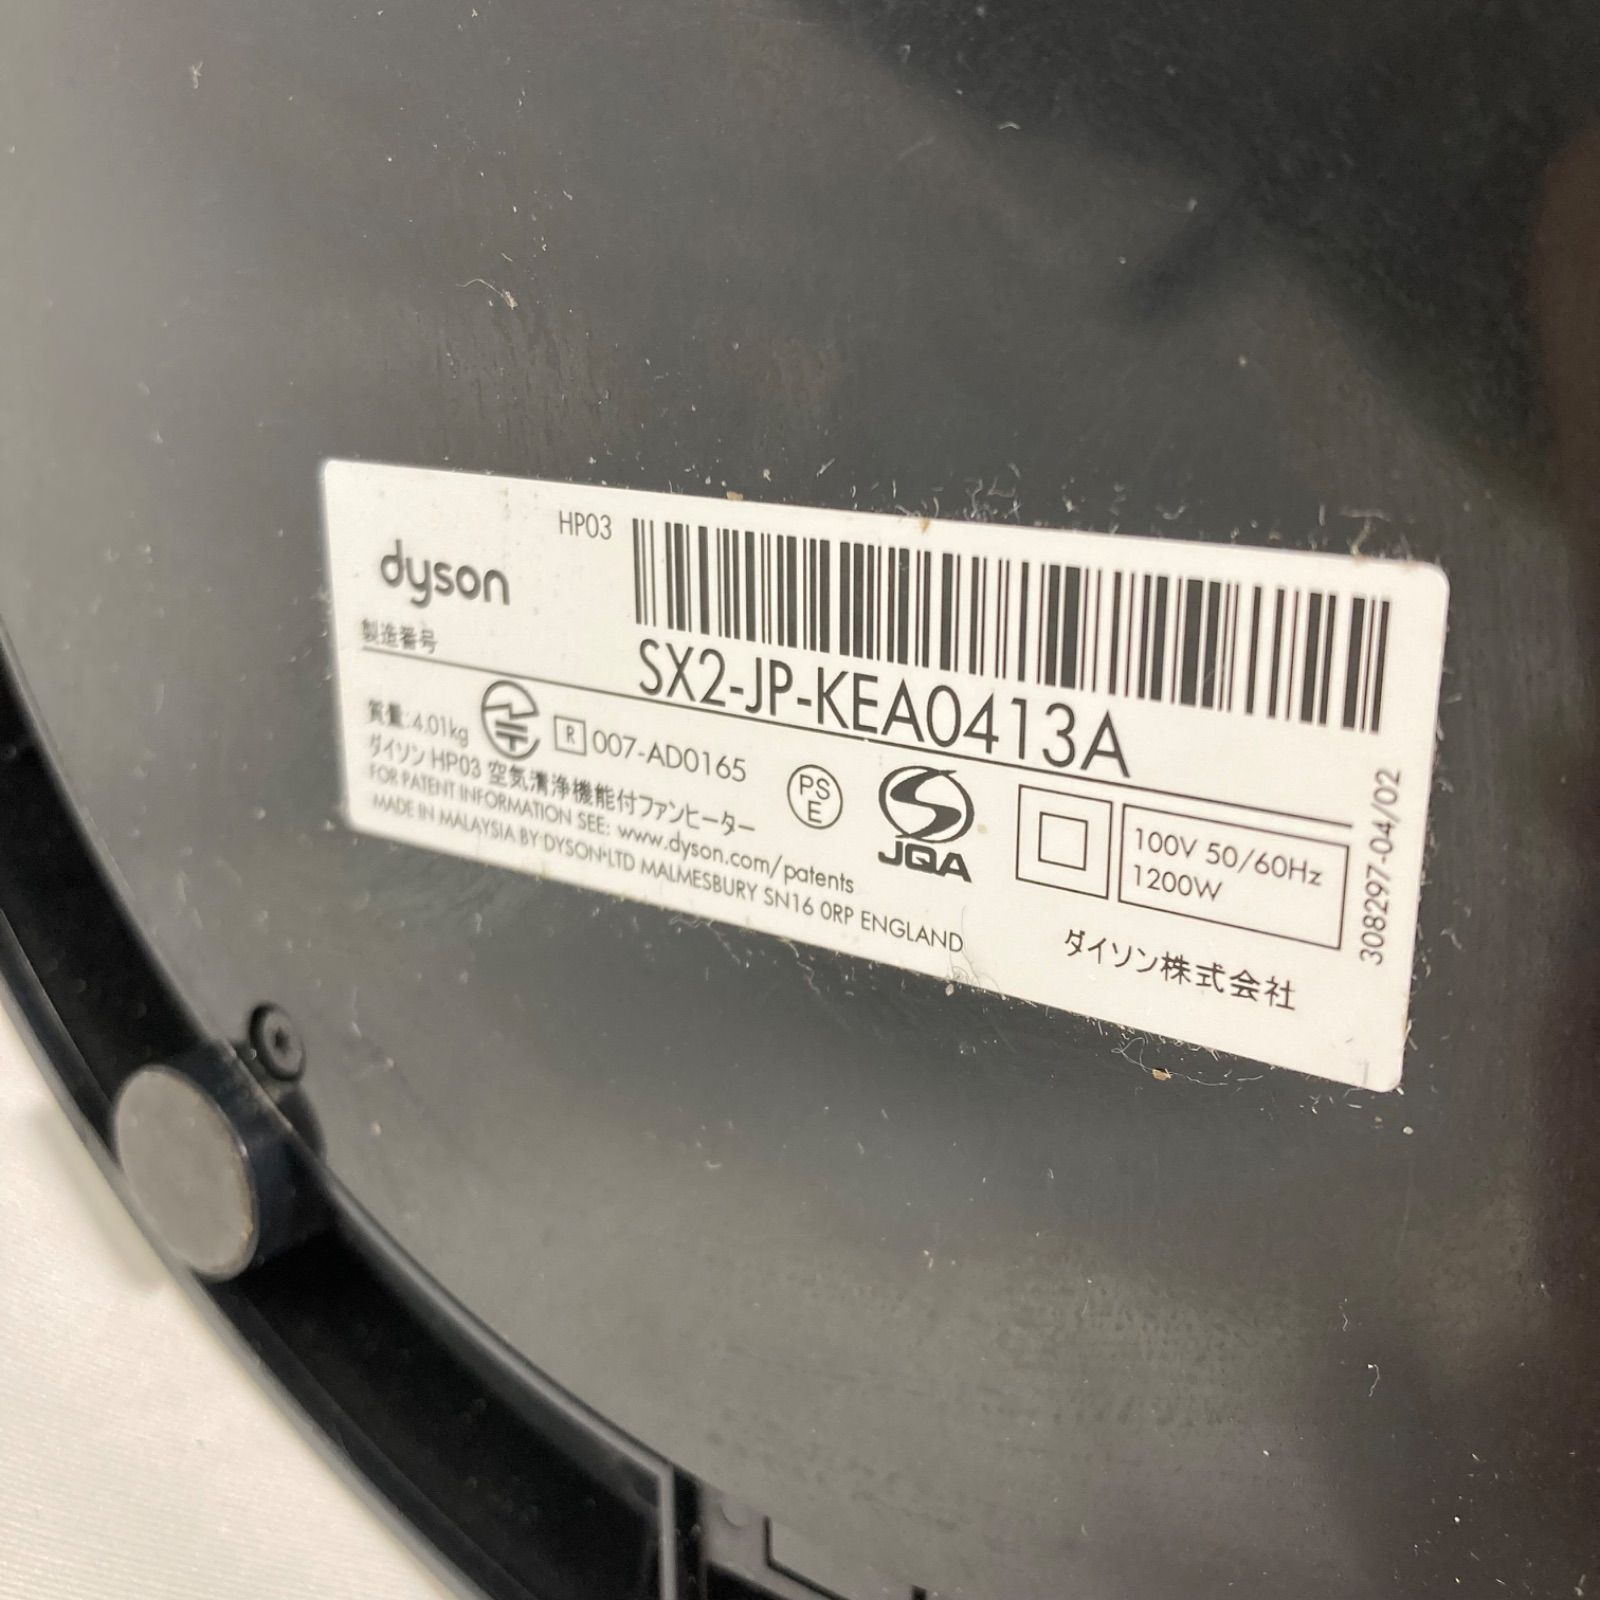 HP03
dyson
製造番号
SX2-JP-KEA0413A
質量:4.01kg
R 007-AD0165
ダイソン HP03 空気清浄機能付ファンヒーター
FOR PATENT INFORMATION SEE: www.dyson.com/patents
MADE IN MALAYSIA BY DYSON LTD MALMESBURY SN16 0RP ENGLAND
PS
E
JQA
100V 50/60Hz
1200W
ダイソン株式会社
308297-04/02